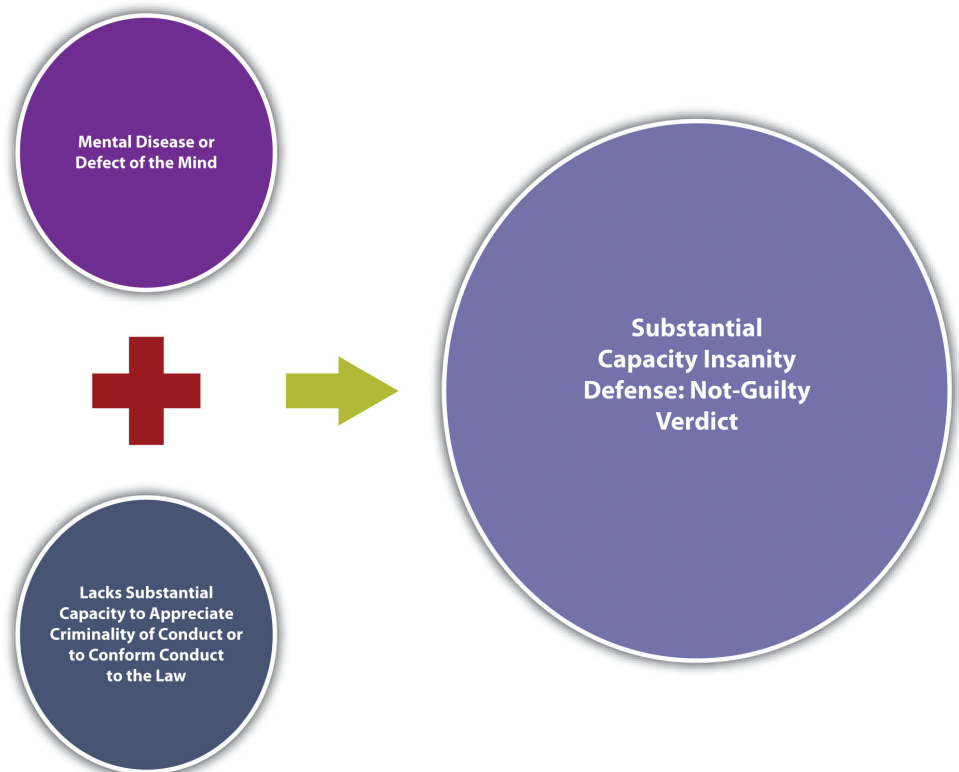 Mental Disease or
Defect of the Mind
Lacks Substantial
Capacity to Appreciate
Criminality of Conduct or
to Conform Conduct
to the Law
Substantial
Capacity Insanity
Defense: Not-Guilty
Verdict